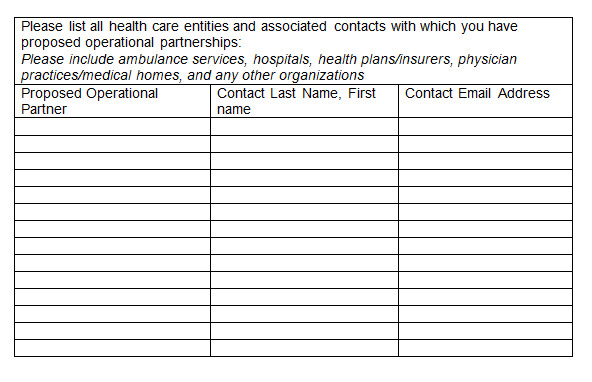 Please list all health care entities and associated contacts with which you have
proposed operational partnerships:
Please include ambulance services, hospitals, health plans/insurers, physician
practices/medical homes, and any other organizations
Proposed Operational
Partner
Contact Last Name, First
name
Contact Email Address